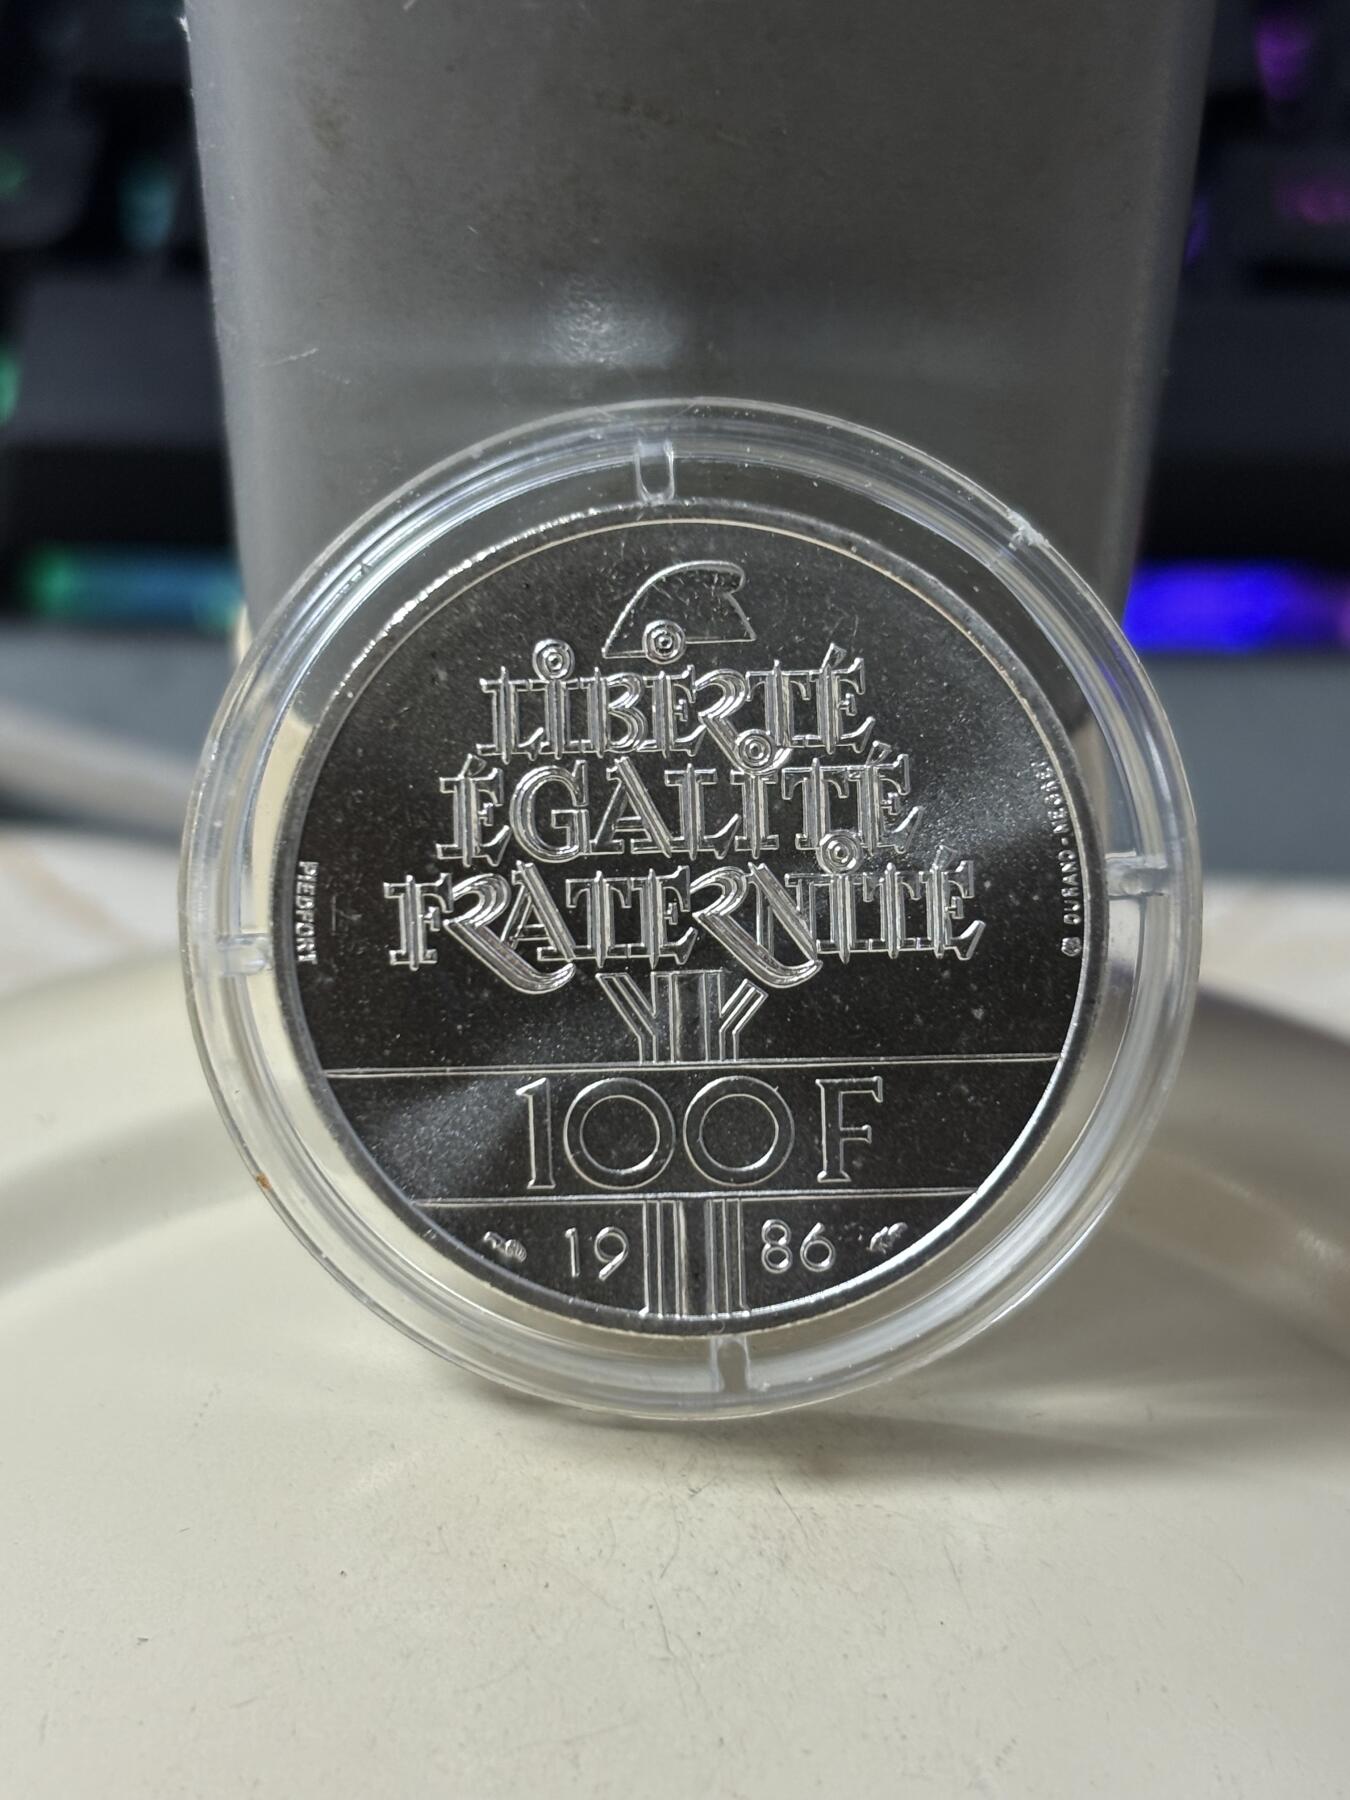 LIBERTÉ
ÉGALITÉ
FRATERNITÉ
PIEDFORT
DURAND-MEGRET
100 F
19 86